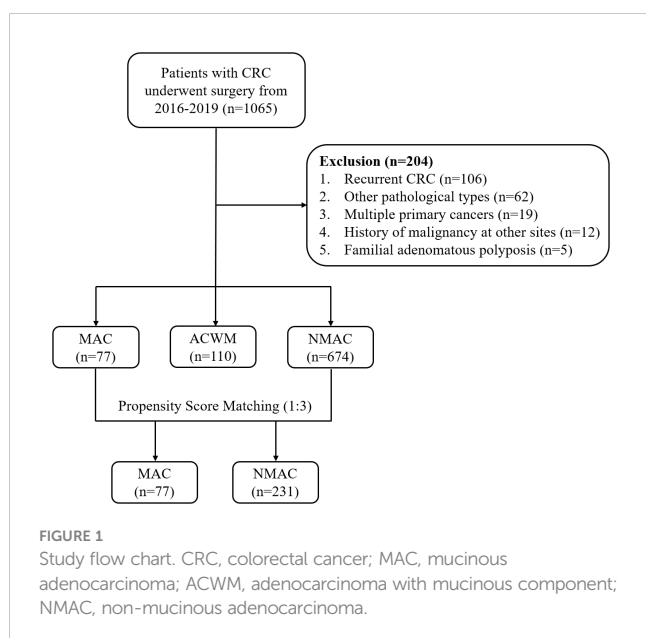 Patients with CRC
underwent surgery from
2016-2019 (n=1065)
Exclusion (n=204)
1. Recurrent CRC (n=106)
2. Other pathological types (n=62)
3. Multiple primary cancers (n=19)
4. History of malignancy at other sites (n=12)
5. Familial adenomatous polyposis (n=5)
MAC
(n=77)
ACWM
(n=110)
NMAC
(n=674)
Propensity Score Matching (1:3)
MAC
(n=77)
NMAC
(n=231)
FIGURE 1
Study flow chart. CRC, colorectal cancer; MAC, mucinous
adenocarcinoma; ACWM, adenocarcinoma with mucinous component;
NMAC, non-mucinous adenocarcinoma.